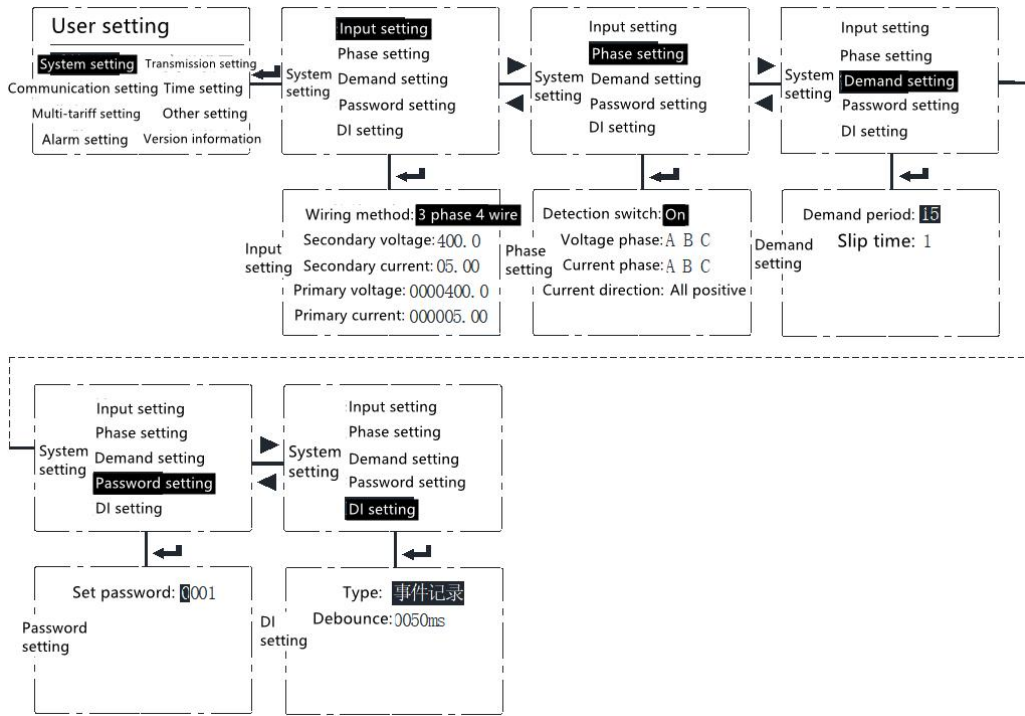 User setting
System setting Transmission setting
Communication setting Time setting
Multi-tariff setting Other setting
Alarm setting Version information
System setting
Input setting
Phase setting
Demand setting
Password setting
DI setting
System setting
Input setting
Phase setting
Demand setting
Password setting
DI setting
System setting
Input setting
Phase setting
Demand setting
Password setting
DI setting
Input setting
Wiring method: 3 phase 4 wire
Secondary voltage: 400.0
Secondary current: 05.00
Primary voltage: 0000400.0
Primary current: 000005.00
Phase setting
Detection switch: On
Voltage phase: A B C
Current phase: A B C
Current direction: All positive
Demand setting
Demand period: 15
Slip time: 1
System setting
Input setting
Phase setting
Demand setting
Password setting
DI setting
System setting
Input setting
Phase setting
Demand setting
Password setting
DI setting
Password setting
Set password: 0001
DI setting
Type: 事件记录
Debounce: 0050ms